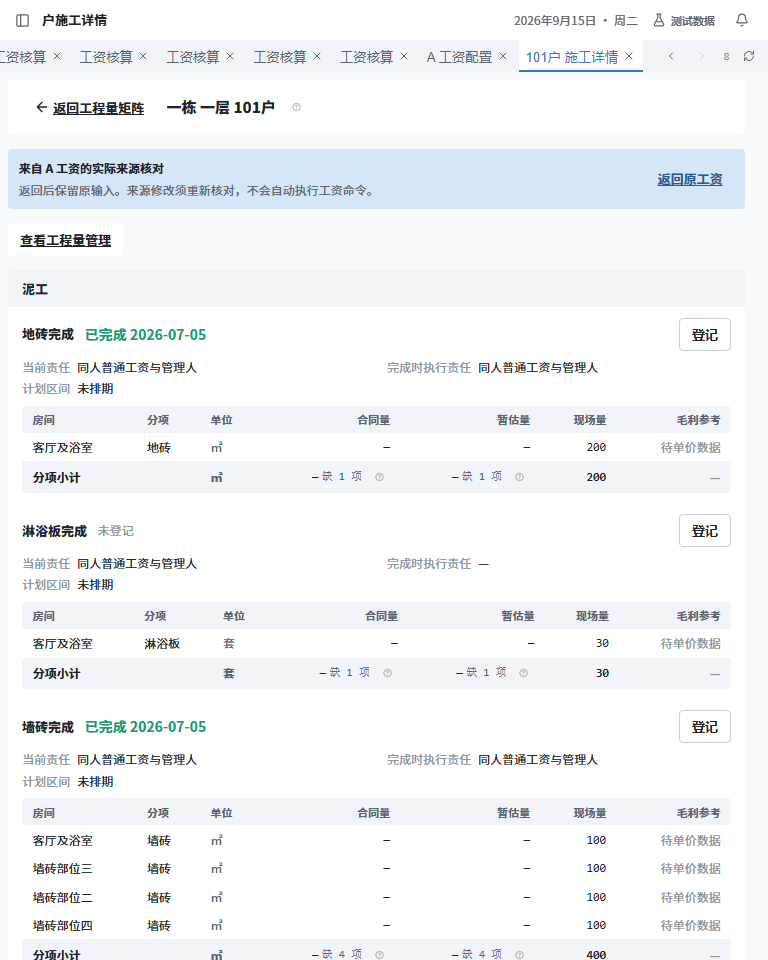 户施工详情
2026年9月15日 · 周二 测试数据
工资核算 × 工资核算 × 工资核算 × 工资核算 × 工资核算 × A 工资配置 × 101户 施工详情 × < > 8
← 返回工程量矩阵 一栋 一层 101户
来自 A 工资的实际来源核对
返回后保留原输入。来源修改须重新核对，不会自动执行工资命令。
返回原工资
查看工程量管理
泥工
地砖完成 已完成 2026-07-05 登记
当前责任 同人普通工资与管理人 完成时执行责任 同人普通工资与管理人
计划区间 未排期
房间 分项 单位 合同量 暂估量 现场量 毛利参考
客厅及浴室 地砖 ㎡ — — 200 待单价数据
分项小计 ㎡ — 缺 1 项 — 缺 1 项 200 —
淋浴板完成 未登记 登记
当前责任 同人普通工资与管理人 完成时执行责任 —
计划区间 未排期
房间 分项 单位 合同量 暂估量 现场量 毛利参考
客厅及浴室 淋浴板 套 — — 30 待单价数据
分项小计 套 — 缺 1 项 — 缺 1 项 30 —
墙砖完成 已完成 2026-07-05 登记
当前责任 同人普通工资与管理人 完成时执行责任 同人普通工资与管理人
计划区间 未排期
房间 分项 单位 合同量 暂估量 现场量 毛利参考
客厅及浴室 墙砖 ㎡ — — 100 待单价数据
墙砖部位三 墙砖 ㎡ — — 100 待单价数据
墙砖部位二 墙砖 ㎡ — — 100 待单价数据
墙砖部位四 墙砖 ㎡ — — 100 待单价数据
分项小计 ㎡ — 缺 4 项 — 缺 4 项 400 —